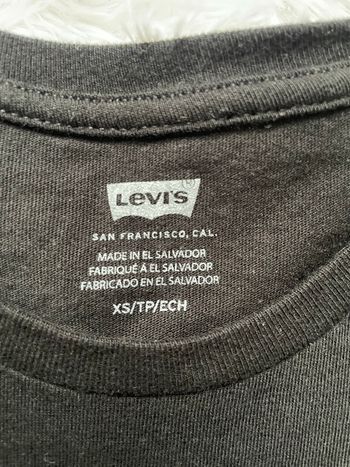 Levi's®
SAN FRANCISCO, CAL.
MADE IN EL SALVADOR
FABRIQUÉ À EL SALVADOR
FABRICADO EN EL SALVADOR
XS/TP/ECH